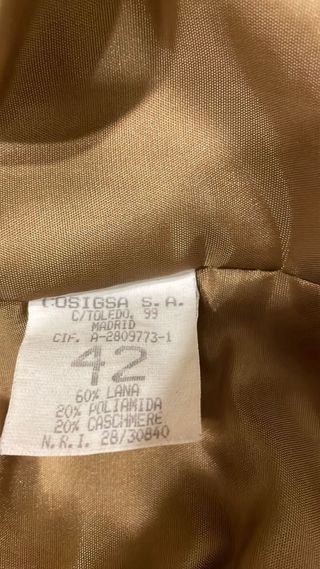 COSIGSA S.A.
C/TOLEDO, 99
MADRID
CIF. A-2809773-1
42
60% LANA
20% POLIAMIDA
20% CASCHMERE
N.R.I. 28/30840